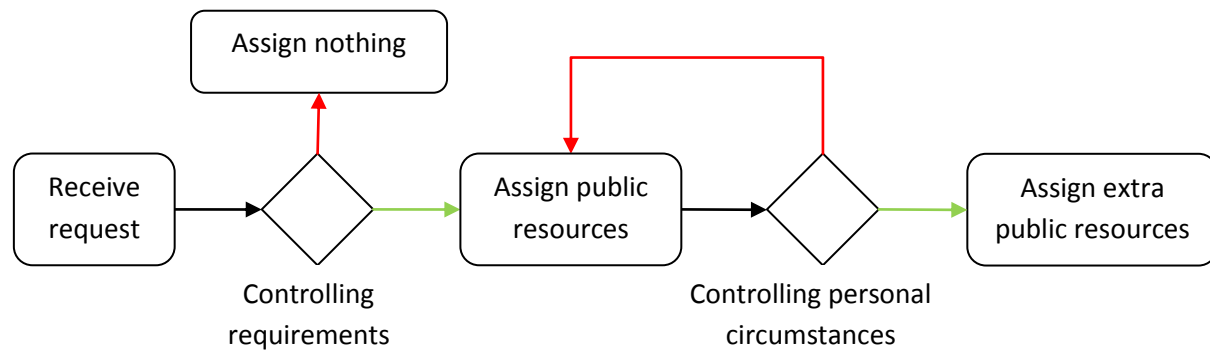 Assign nothing
Receive
request
Assign public
resources
Assign extra
public resources
Controlling
requirements
Controlling personal
circumstances